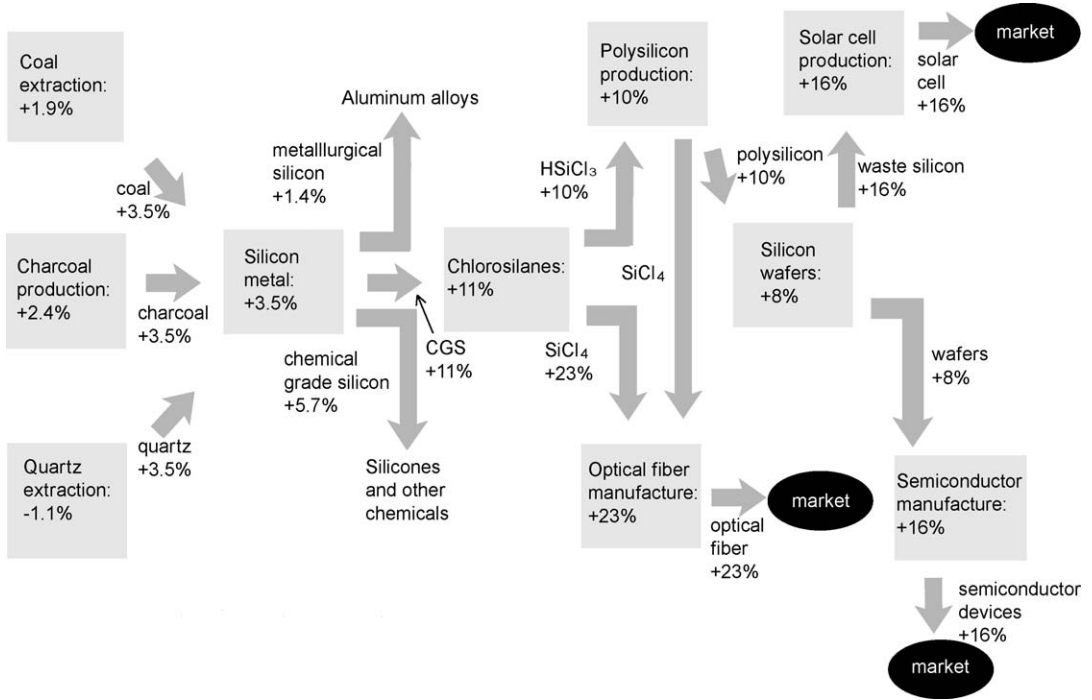 Coal
extraction:
+1.9%
coal
+3.5%
Charcoal
production:
+2.4%
charcoal
+3.5%
Quartz
extraction:
-1.1%
quartz
+3.5%
Silicon
metal:
+3.5%
Aluminum alloys
metalllurgical
silicon
+1.4%
chemical
grade silicon
+5.7%
Silicones
and other
chemicals
CGS
+11%
Chlorosilanes:
+11%
HSiCl₃
+10%
SiCl₄
+23%
Polysilicon
production:
+10%
SiCl₄
polysilicon
+10%
Optical fiber
manufacture:
+23%
optical
fiber
+23%
market
Silicon
wafers:
+8%
waste silicon
+16%
Solar cell
production:
+16%
solar
cell
+16%
market
wafers
+8%
Semiconductor
manufacture:
+16%
semiconductor
devices
+16%
market